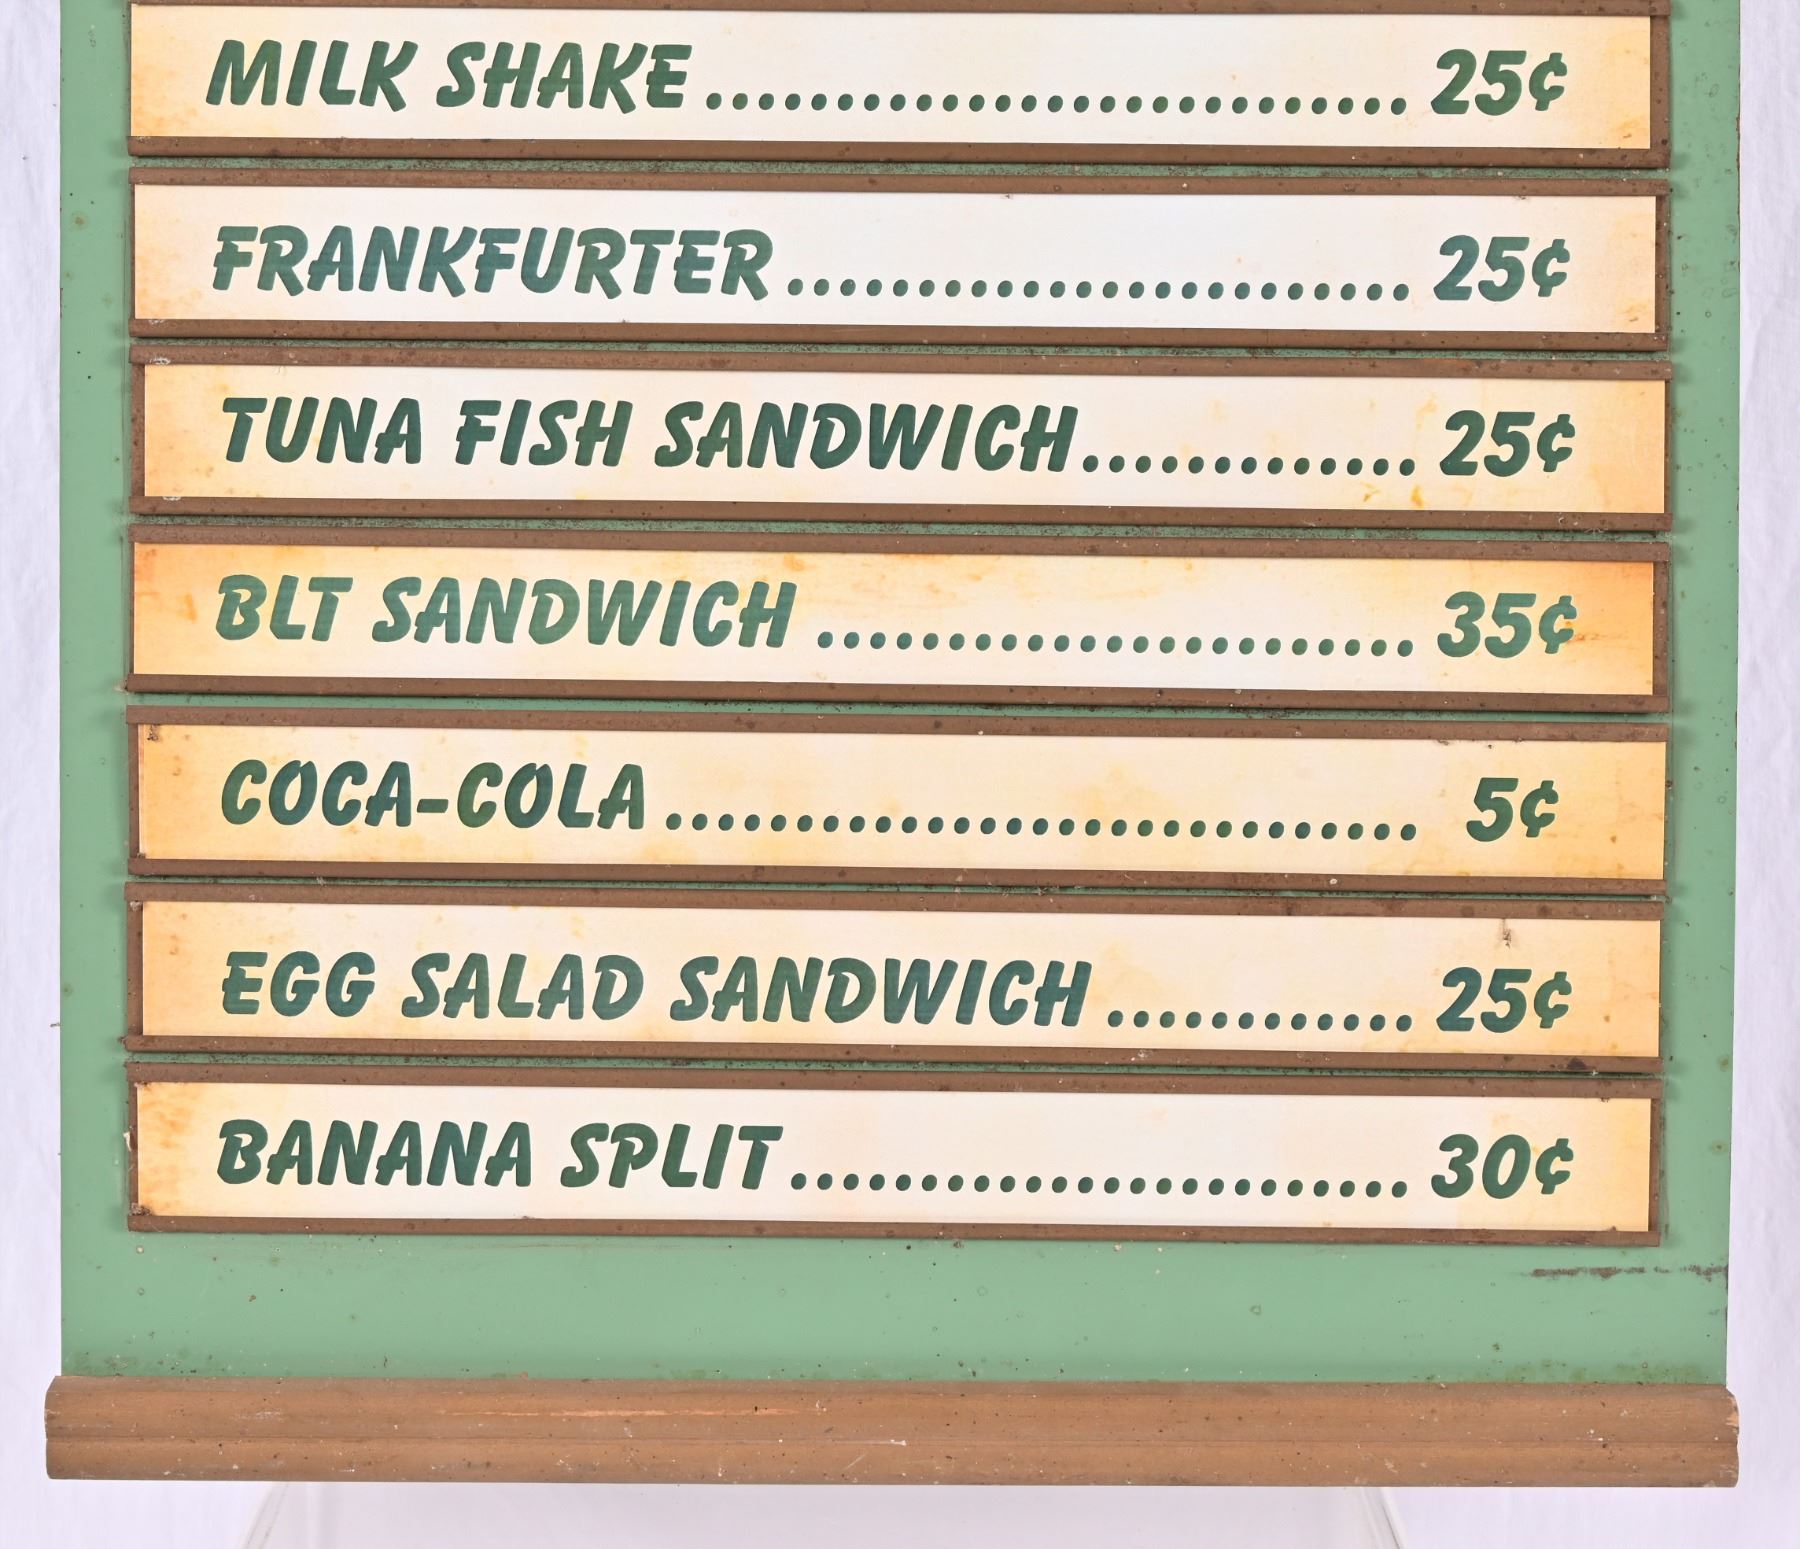 MILK SHAKE........................... 25¢
FRANKFURTER........................ 25¢
TUNA FISH SANDWICH............. 25¢
BLT SANDWICH ....................... 35¢
COCA-COLA ............................. 5¢
EGG SALAD SANDWICH ............ 25¢
BANANA SPLIT........................ 30¢